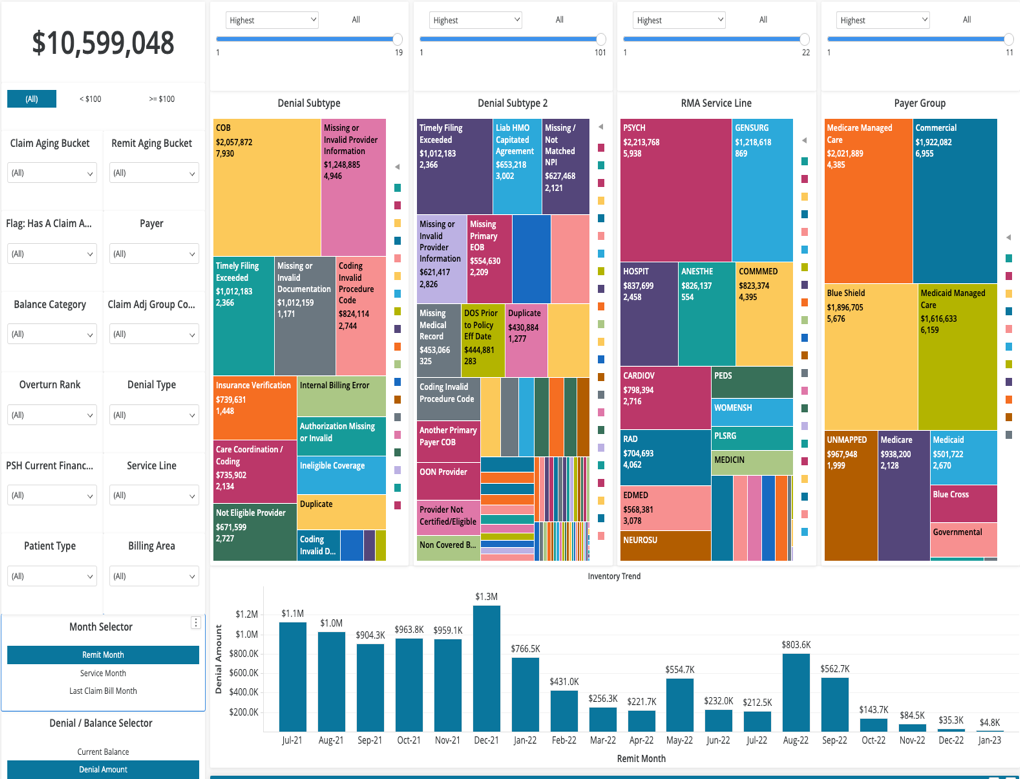 $10,599,048
(All)
< $100
>= $100
Claim Aging Bucket
Remit Aging Bucket
(All)
(All)
Flag: Has A Claim A...
Payer
(All)
(All)
Balance Category
Claim Adj Group Co...
(All)
(All)
Overturn Rank
Denial Type
(All)
(All)
PSH Current Financ...
Service Line
(All)
(All)
Patient Type
Billing Area
(All)
(All)
Month Selector
Remit Month
Service Month
Last Claim Bill Month
Denial / Balance Selector
Current Balance
Denial Amount
Highest
All
1
19
Highest
All
1
101
Highest
All
1
22
Highest
All
1
11
Denial Subtype
COB
$2,057,872
7,930
Missing or
Invalid Provider
Information
$1,248,885
4,946
Timely Filing
Exceeded
$1,012,183
2,366
Missing or
Invalid
Documentation
$1,012,159
1,171
Coding
Invalid
Procedure
Code
$824,114
2,744
Insurance Verification
$739,631
1,448
Internal Billing Error
Authorization Missing
or Invalid
Care Coordination /
Coding
$735,902
2,134
Ineligible Coverage
Not Eligible Provider
$671,599
2,727
Duplicate
Coding
Invalid D...
Denial Subtype 2
Timely Filing
Exceeded
$1,012,183
2,366
Liab HMO
Capitated
Agreement
$653,218
3,002
Missing /
Not
Matched
NPI
$627,468
2,121
Missing or
Invalid
Provider
Information
$621,417
2,826
Missing
Primary
EOB
$554,630
2,209
Missing
Medical
Record
$453,066
325
DOS Prior
to Policy
Eff Date
$444,881
283
Duplicate
$430,884
1,277
Coding Invalid
Procedure Code
Another Primary
Payer COB
OON Provider
Provider Not
Certified/Eligible
Non Covered B...
RMA Service Line
PSYCH
$2,213,768
5,938
GENSURG
$1,218,618
869
HOSPIT
$837,699
2,458
ANESTHE
$826,137
554
COMMMED
$823,374
4,395
CARDIOV
$798,394
2,716
PEDS
WOMENSH
RAD
$704,693
4,062
PLSRG
MEDICIN
EDMED
$568,381
3,078
NEUROSU
Payer Group
Medicare Managed
Care
$2,021,889
4,385
Commercial
$1,922,082
6,955
Blue Shield
$1,896,705
5,676
Medicaid Managed
Care
$1,616,633
6,159
UNMAPPED
$967,948
1,999
Medicare
$938,200
2,128
Medicaid
$501,722
2,670
Blue Cross
Governmental
Inventory Trend
Denial Amount
$1.2M
$1.0M
$800.0K
$600.0K
$400.0K
$200.0K
$1.1M
$1.0M
$904.3K
$963.8K
$959.1K
$1.3M
$766.5K
$431.0K
$256.3K
$221.7K
$554.7K
$232.0K
$212.5K
$803.6K
$562.7K
$143.7K
$84.5K
$35.3K
$4.8K
Jul-21
Aug-21
Sep-21
Oct-21
Nov-21
Dec-21
Jan-22
Feb-22
Mar-22
Apr-22
May-22
Jun-22
Jul-22
Aug-22
Sep-22
Oct-22
Nov-22
Dec-22
Jan-23
Remit Month